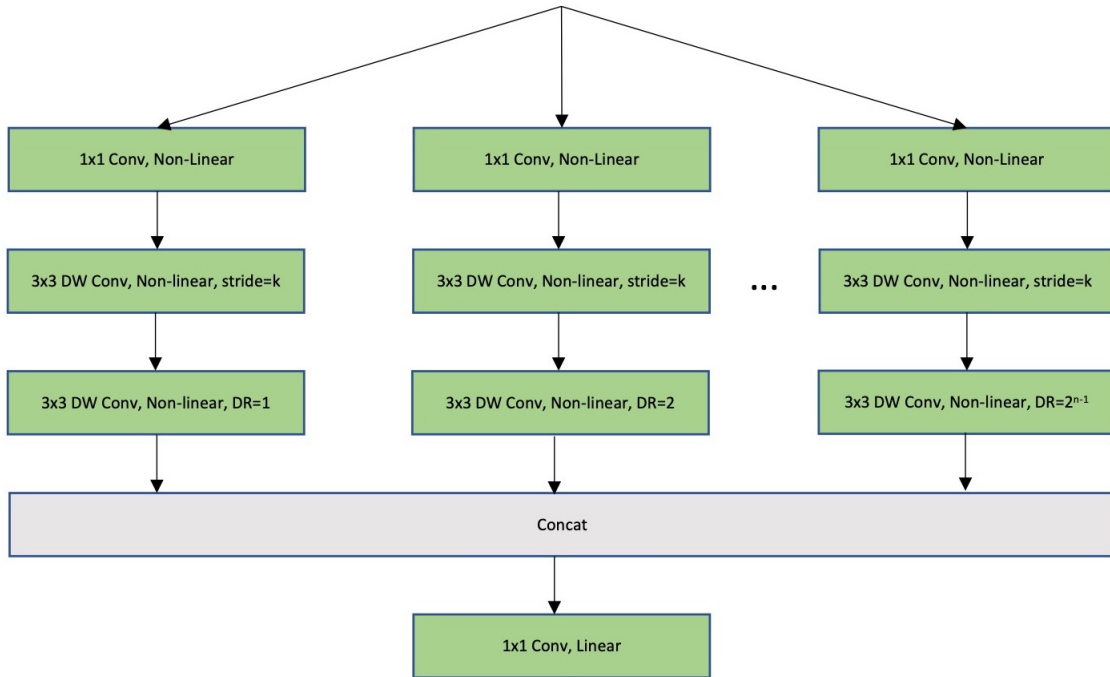 1x1 Conv, Non-Linear
1x1 Conv, Non-Linear
1x1 Conv, Non-Linear
3x3 DW Conv, Non-linear, stride=k
3x3 DW Conv, Non-linear, stride=k
...
3x3 DW Conv, Non-linear, stride=k
3x3 DW Conv, Non-linear, DR=1
3x3 DW Conv, Non-linear, DR=2
3x3 DW Conv, Non-linear, DR=2ⁿ⁻¹
Concat
1x1 Conv, Linear